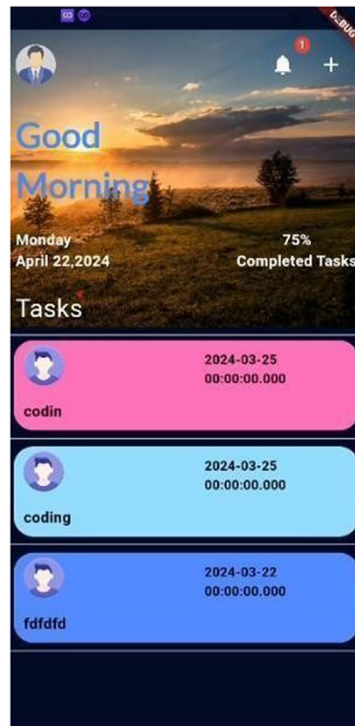 DEBUG
1
+
Good
Morning
Monday
75%
April 22,2024
Completed Tasks
Tasks
2024-03-25
00:00:00.000
codin
2024-03-25
00:00:00.000
coding
2024-03-22
00:00:00.000
fdfdfd